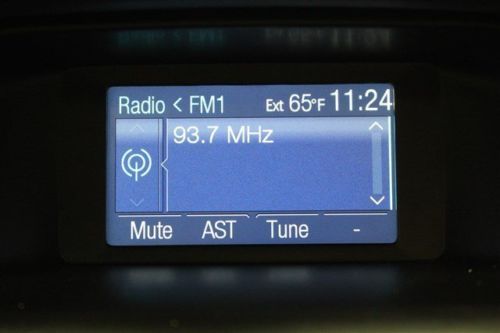 Radio < FM1 Ext 65°F 11:24
93.7 MHz
Mute AST Tune -